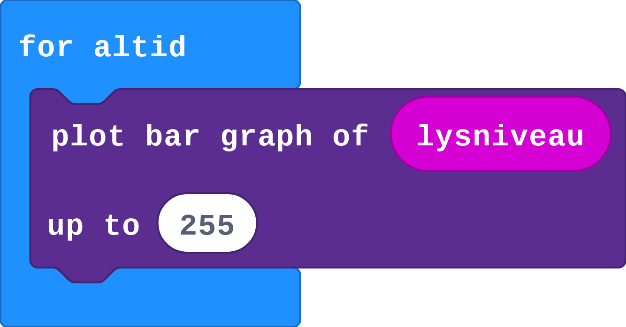 for altid
plot bar graph of lysniveau
up to 255